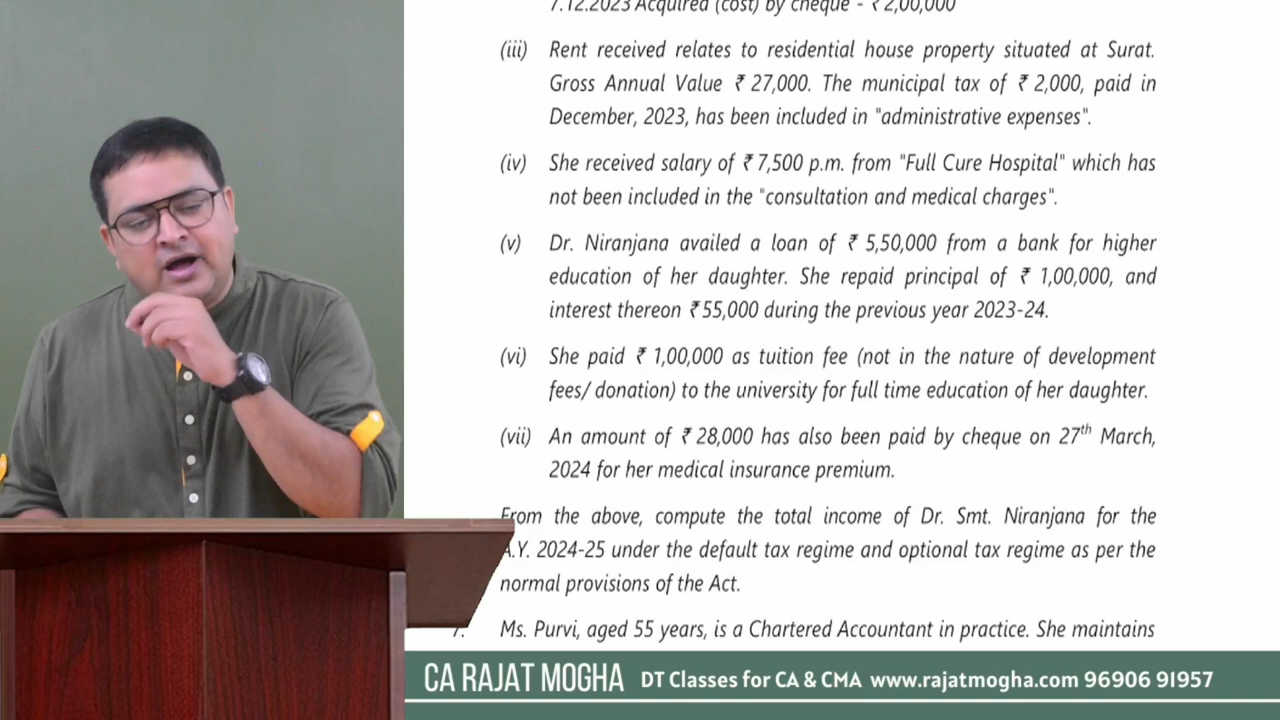 7.12.2023 Acquired (cost) by cheque - ₹ 2,00,000
(iii) Rent received relates to residential house property situated at Surat.
Gross Annual Value ₹ 27,000. The municipal tax of ₹ 2,000, paid in
December, 2023, has been included in "administrative expenses".
(iv) She received salary of ₹ 7,500 p.m. from "Full Cure Hospital" which has
not been included in the "consultation and medical charges".
(v) Dr. Niranjana availed a loan of ₹ 5,50,000 from a bank for higher
education of her daughter. She repaid principal of ₹ 1,00,000, and
interest thereon ₹ 55,000 during the previous year 2023-24.
(vi) She paid ₹ 1,00,000 as tuition fee (not in the nature of development
fees/ donation) to the university for full time education of her daughter.
(vii) An amount of ₹ 28,000 has also been paid by cheque on 27th March,
2024 for her medical insurance premium.
From the above, compute the total income of Dr. Smt. Niranjana for the
A.Y. 2024-25 under the default tax regime and optional tax regime as per the
normal provisions of the Act.
7. Ms. Purvi, aged 55 years, is a Chartered Accountant in practice. She maintains
CA RAJAT MOGHA DT Classes for CA & CMA www.rajatmogha.com 96906 91957